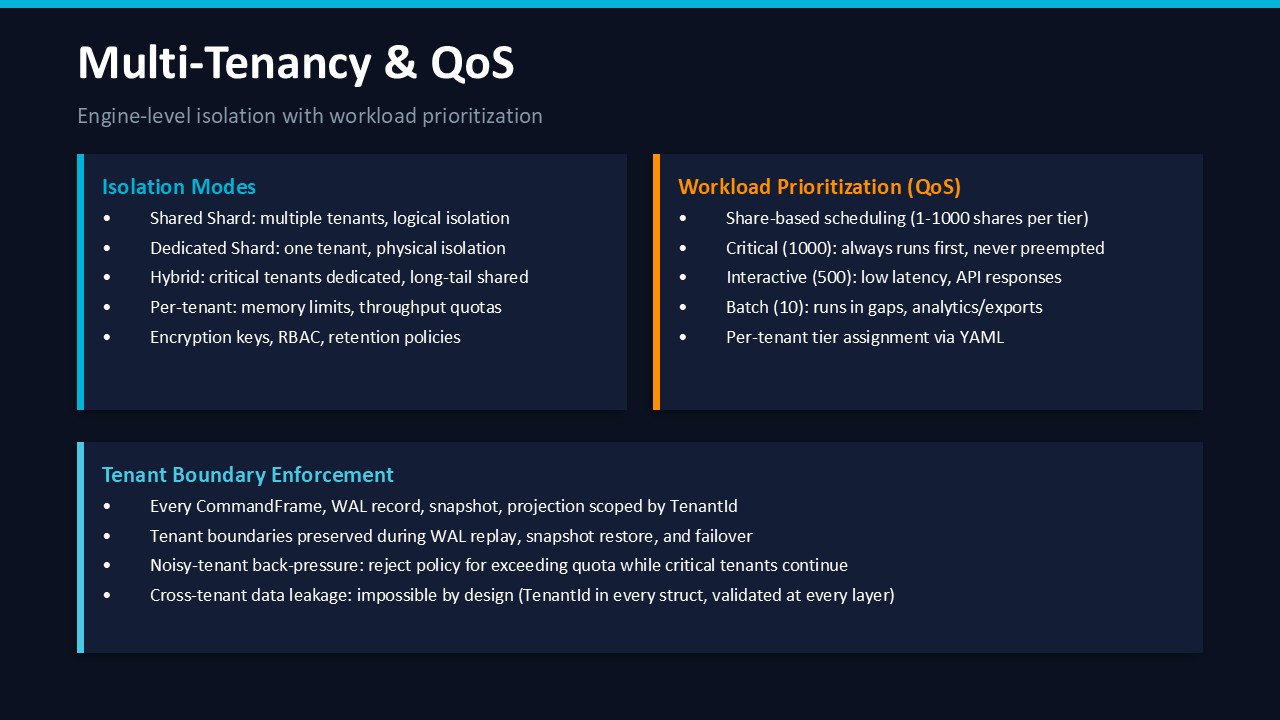 Multi-Tenancy & QoS
Engine-level isolation with workload prioritization
Isolation Modes
• Shared Shard: multiple tenants, logical isolation
• Dedicated Shard: one tenant, physical isolation
• Hybrid: critical tenants dedicated, long-tail shared
• Per-tenant: memory limits, throughput quotas
• Encryption keys, RBAC, retention policies
Workload Prioritization (QoS)
• Share-based scheduling (1-1000 shares per tier)
• Critical (1000): always runs first, never preempted
• Interactive (500): low latency, API responses
• Batch (10): runs in gaps, analytics/exports
• Per-tenant tier assignment via YAML
Tenant Boundary Enforcement
• Every CommandFrame, WAL record, snapshot, projection scoped by TenantId
• Tenant boundaries preserved during WAL replay, snapshot restore, and failover
• Noisy-tenant back-pressure: reject policy for exceeding quota while critical tenants continue
• Cross-tenant data leakage: impossible by design (TenantId in every struct, validated at every layer)